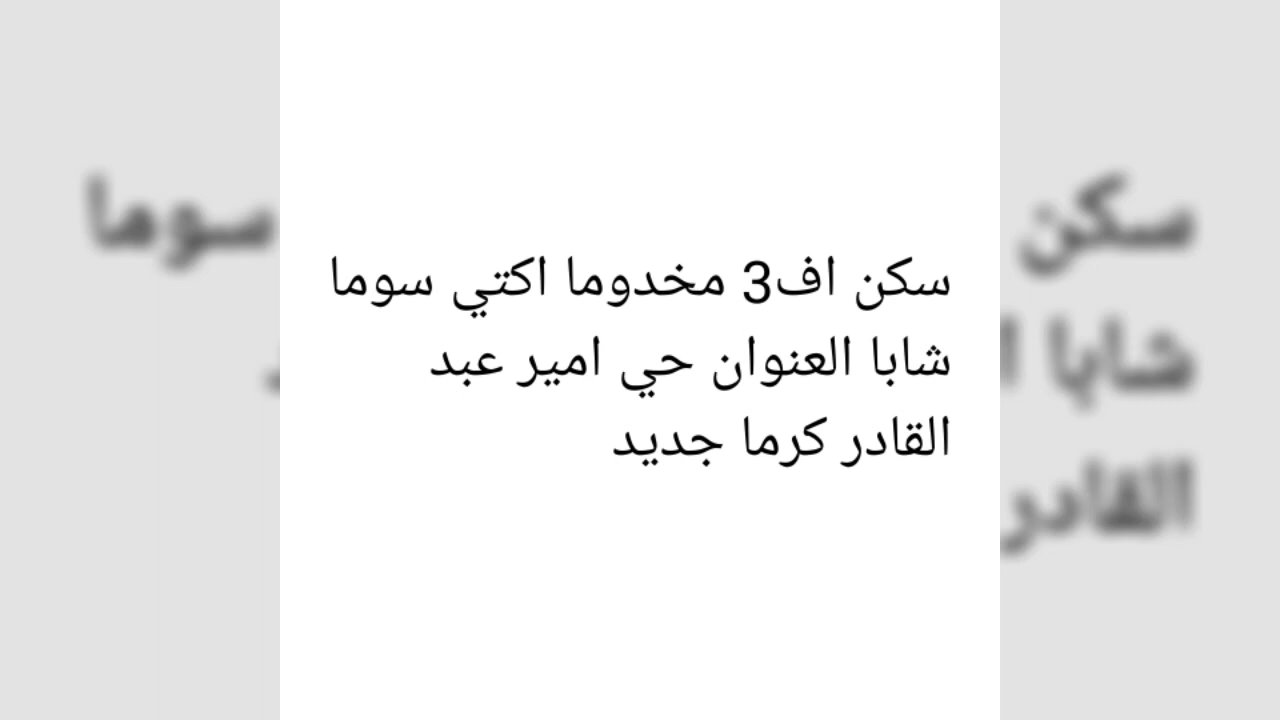 سكن اف3 مخدوما اكتي سوما
شابا العنوان حي امير عبد
القادر كرما جديد